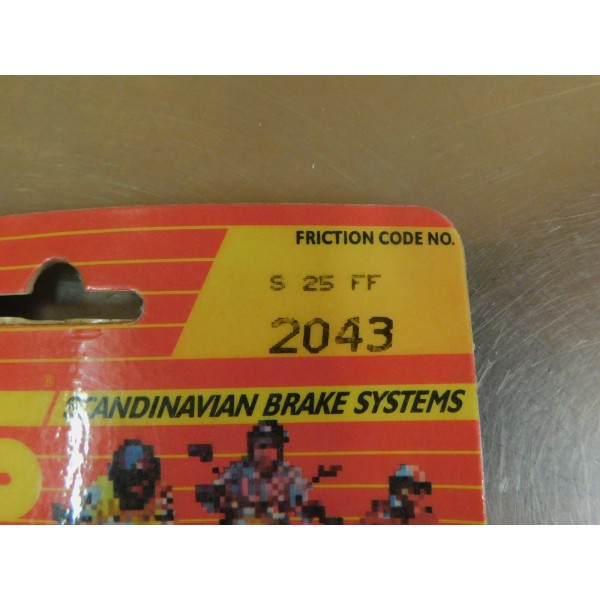 FRICTION CODE NO.
S 25 FF
2043
®
SCANDINAVIAN BRAKE SYSTEMS